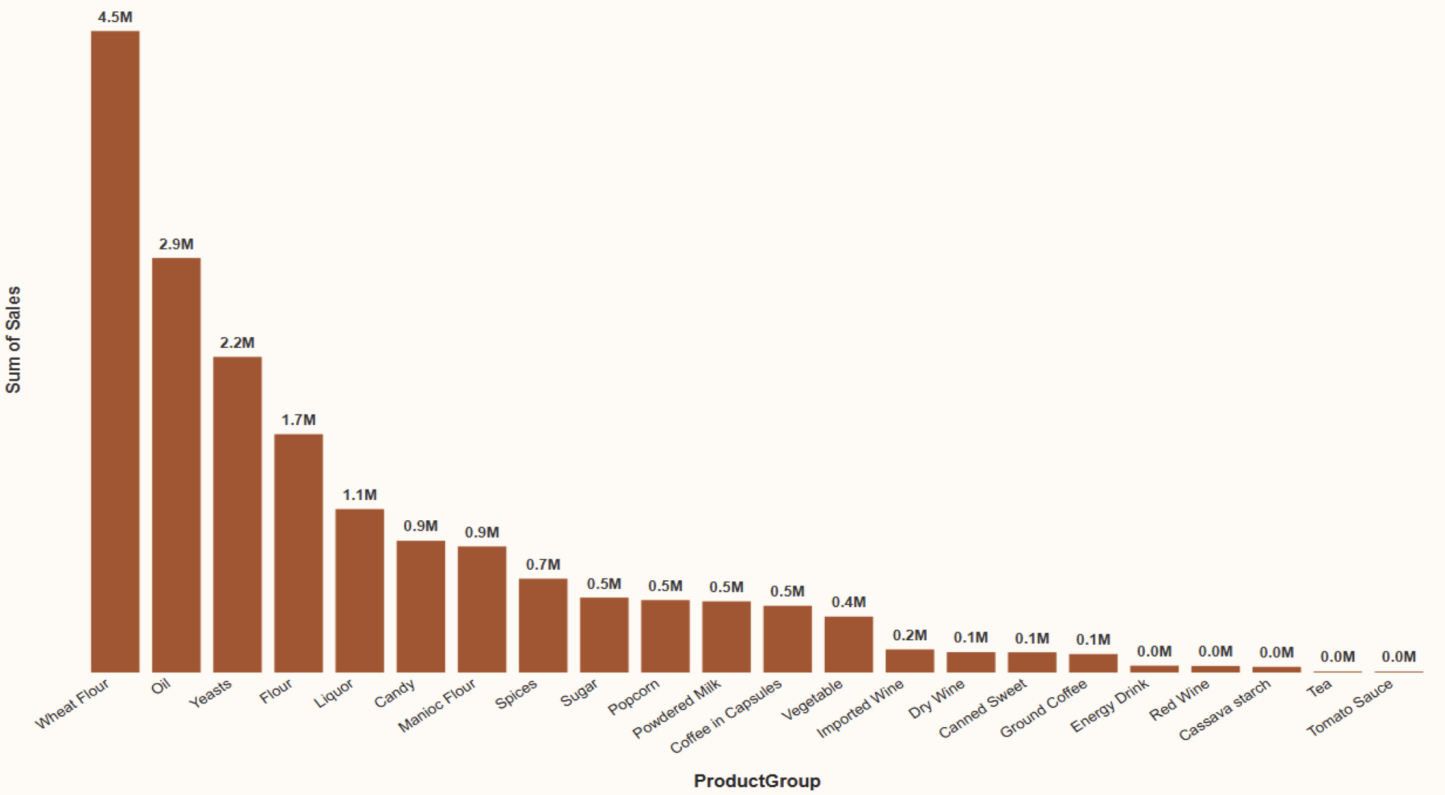 4.5M
2.9M
2.2M
1.7M
1.1M
0.9M
0.9M
0.7M
0.5M
0.5M
0.5M
0.5M
0.4M
0.2M
0.1M
0.1M
0.1M
0.0M
0.0M
0.0M
0.0M
0.0M
Sum of Sales
Wheat Flour
Oil
Yeasts
Flour
Liquor
Candy
Manioc Flour
Spices
Sugar
Popcorn
Powdered Milk
Coffee in Capsules
Vegetable
Imported Wine
Dry Wine
Canned Sweet
Ground Coffee
Energy Drink
Red Wine
Cassava starch
Tea
Tomato Sauce
ProductGroup